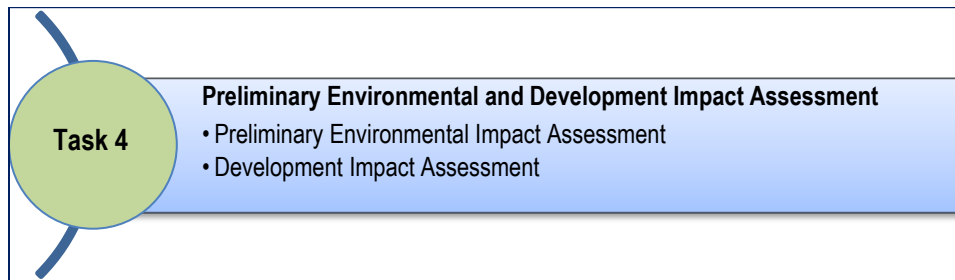 Task 4
Preliminary Environmental and Development Impact Assessment
• Preliminary Environmental Impact Assessment
• Development Impact Assessment